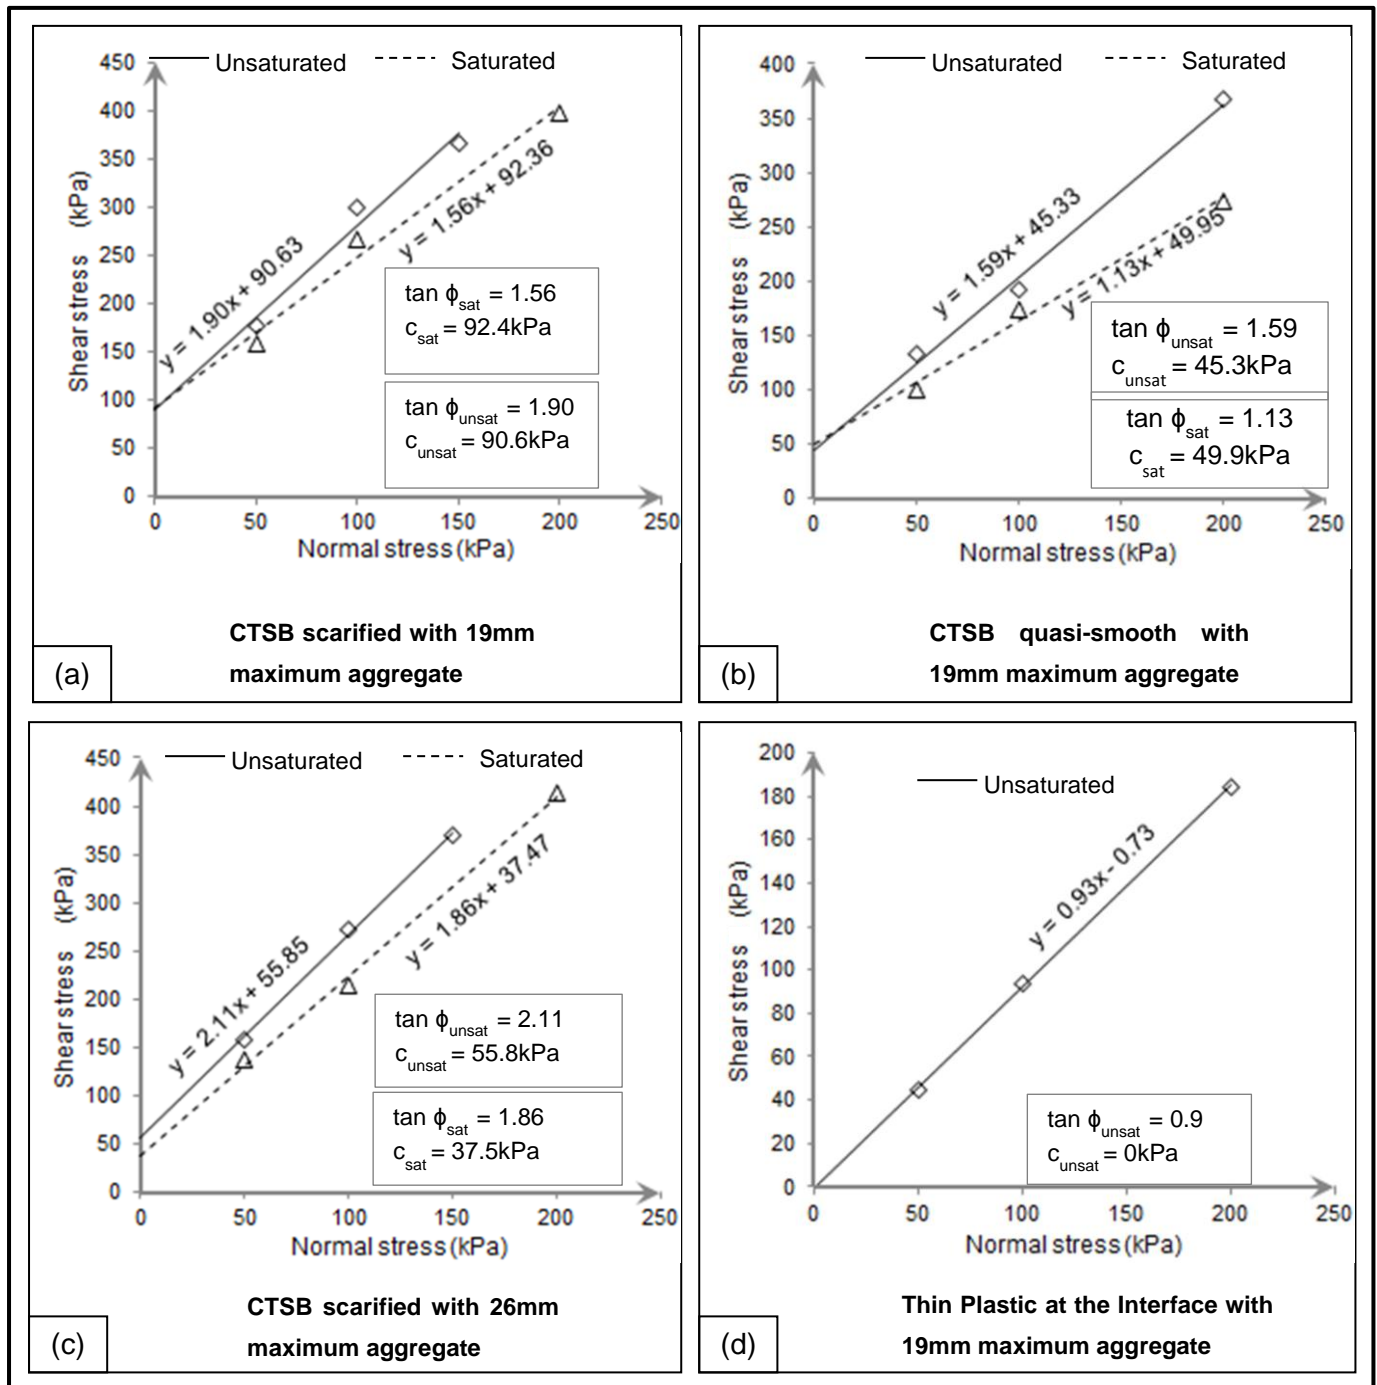 Unsaturated Saturated
450
400
350
300
250
200
150
100
50
0
Shear stress (kPa)
y = 1.90x + 90.63
y = 1.56x + 92.36
tan ϕsat = 1.56
csat = 92.4kPa
tan ϕunsat = 1.90
cunsat = 90.6kPa
0 50 100 150 200 250
Normal stress (kPa)
CTSB scarified with 19mm
maximum aggregate
(a)
Unsaturated Saturated
400
350
300
250
200
150
100
50
0
Shear stress (kPa)
y = 1.59x + 45.33
y = 1.13x + 49.95
tan ϕunsat = 1.59
cunsat = 45.3kPa
tan ϕsat = 1.13
csat = 49.9kPa
0 50 100 150 200 250
Normal stress (kPa)
CTSB quasi-smooth with
19mm maximum aggregate
(b)
Unsaturated Saturated
450
400
350
300
250
200
150
100
50
0
Shear stress (kPa)
y = 2.11x + 55.85
y = 1.86x + 37.47
tan ϕunsat = 2.11
cunsat = 55.8kPa
tan ϕsat = 1.86
csat = 37.5kPa
0 50 100 150 200 250
Normal stress (kPa)
CTSB scarified with 26mm
maximum aggregate
(c)
Unsaturated
200
180
160
140
120
100
80
60
40
20
0
Shear stress (kPa)
y = 0.93x - 0.73
tan ϕunsat = 0.9
cunsat = 0kPa
0 50 100 150 200 250
Normal stress (kPa)
Thin Plastic at the Interface with
19mm maximum aggregate
(d)